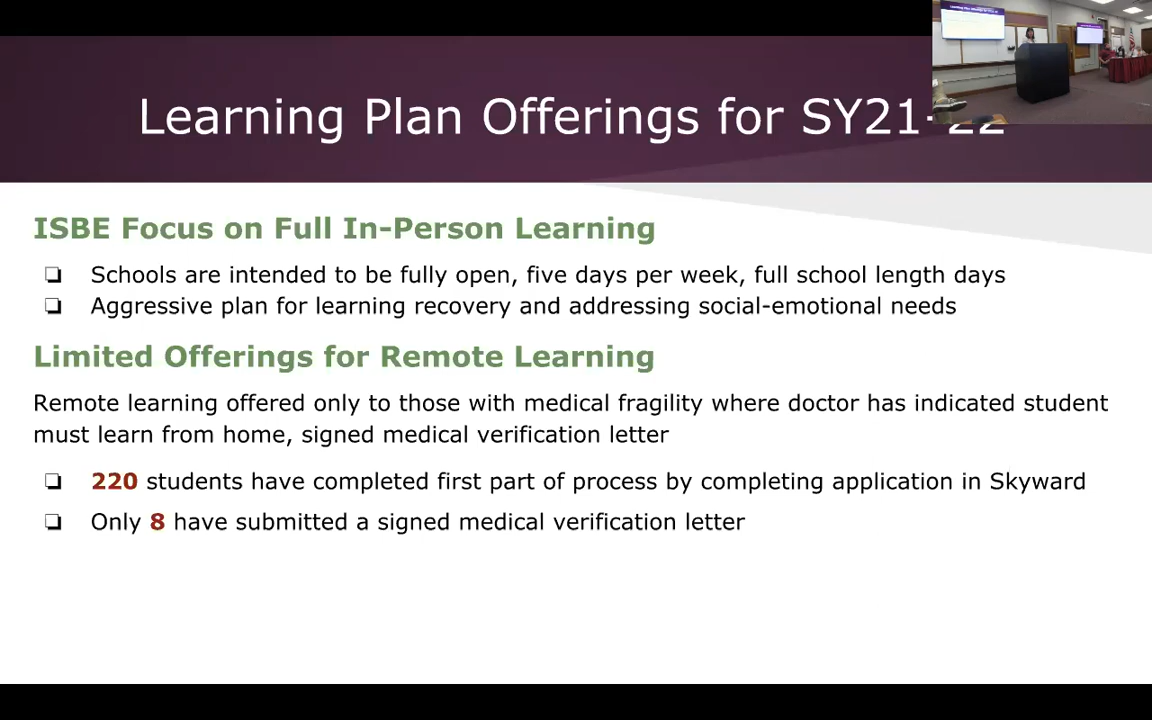 Learning Plan Offerings for SY21-22
ISBE Focus on Full In-Person Learning
❏ Schools are intended to be fully open, five days per week, full school length days
❏ Aggressive plan for learning recovery and addressing social-emotional needs
Limited Offerings for Remote Learning
Remote learning offered only to those with medical fragility where doctor has indicated student
must learn from home, signed medical verification letter
❏ 220 students have completed first part of process by completing application in Skyward
❏ Only 8 have submitted a signed medical verification letter